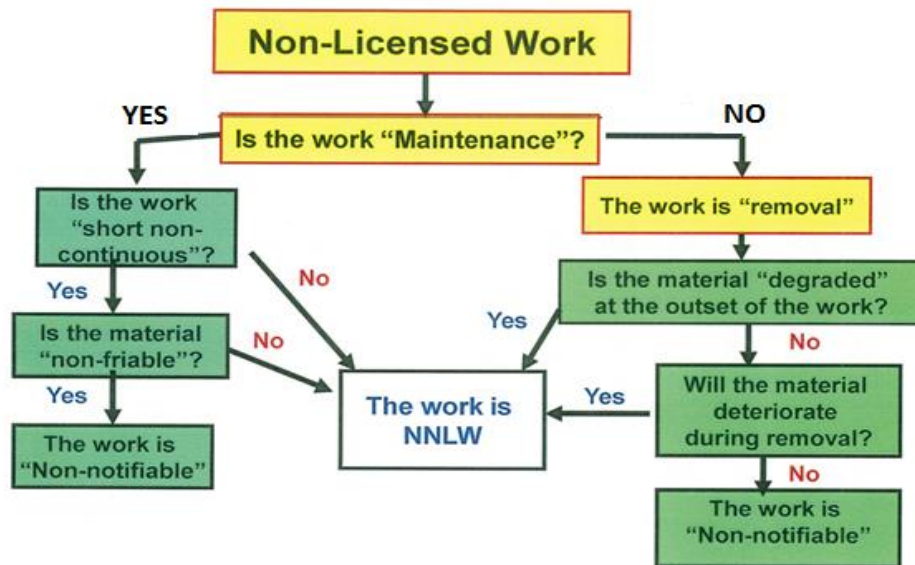 Non-Licensed Work
YES
NO
Is the work “Maintenance”?
Is the work
“short non-
continuous”?
The work is “removal”
No
Yes
Is the material “degraded”
at the outset of the work?
Yes
Is the material
“non-friable”?
No
No
Yes
The work is
NNLW
Yes
Will the material
deteriorate
during removal?
The work is
“Non-notifiable”
No
The work is
“Non-notifiable”